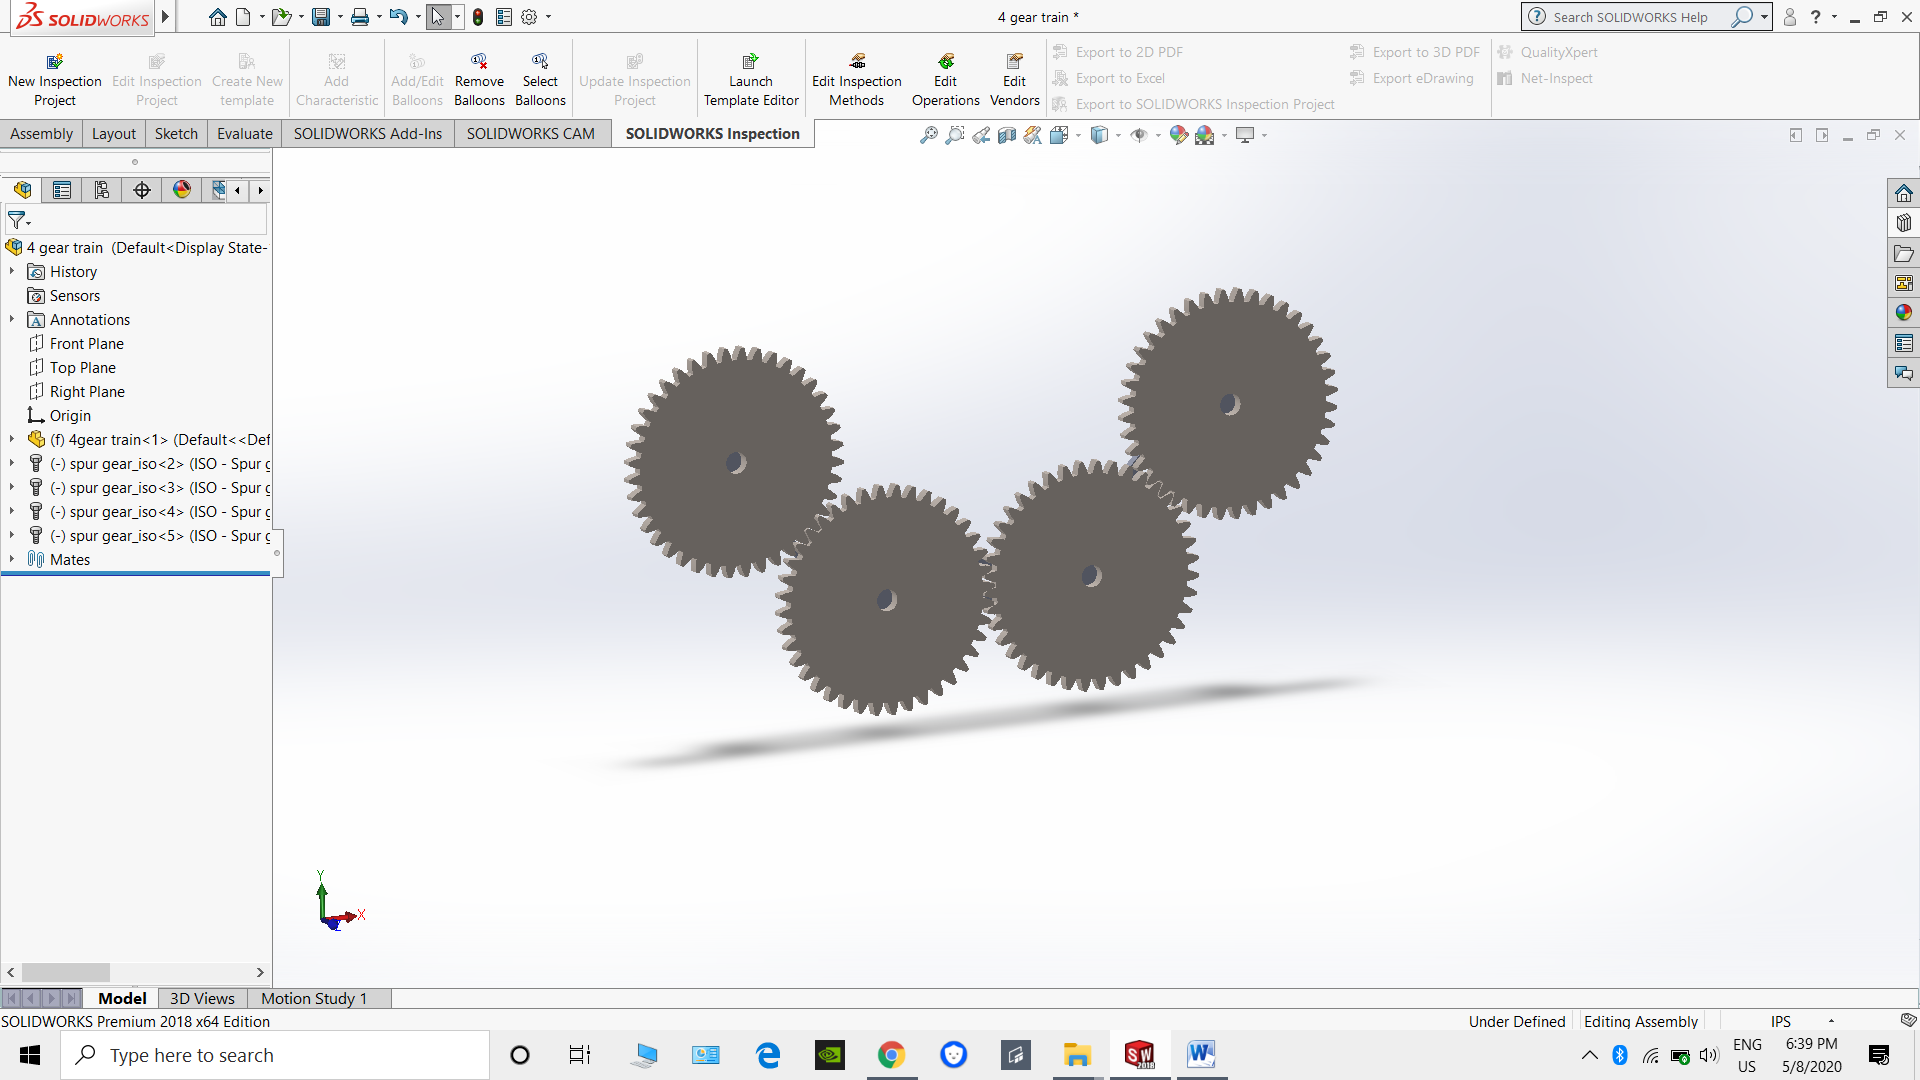 SOLIDWORKS
4 gear train *
Search SOLIDWORKS Help
New Inspection Project
Edit Inspection Project
Create New template
Add Characteristic
Add/Edit Balloons
Remove Balloons
Select Balloons
Update Inspection Project
Launch Template Editor
Edit Inspection Methods
Edit Operations
Edit Vendors
Export to 2D PDF
Export to Excel
Export to SOLIDWORKS Inspection Project
Export to 3D PDF
Export eDrawing
QualityXpert
Net-Inspect
Assembly Layout Sketch Evaluate SOLIDWORKS Add-Ins SOLIDWORKS CAM SOLIDWORKS Inspection
4 gear train (Default<Display State-
History
Sensors
Annotations
Front Plane
Top Plane
Right Plane
Origin
(f) 4gear train<1> (Default<<Def
(-) spur gear_iso<2> (ISO - Spur g
(-) spur gear_iso<3> (ISO - Spur g
(-) spur gear_iso<4> (ISO - Spur g
(-) spur gear_iso<5> (ISO - Spur g
Mates
Y
X
Z
Model 3D Views Motion Study 1
SOLIDWORKS Premium 2018 x64 Edition
Under Defined Editing Assembly IPS
Type here to search
SW 2018
ENG US
6:39 PM
5/8/2020